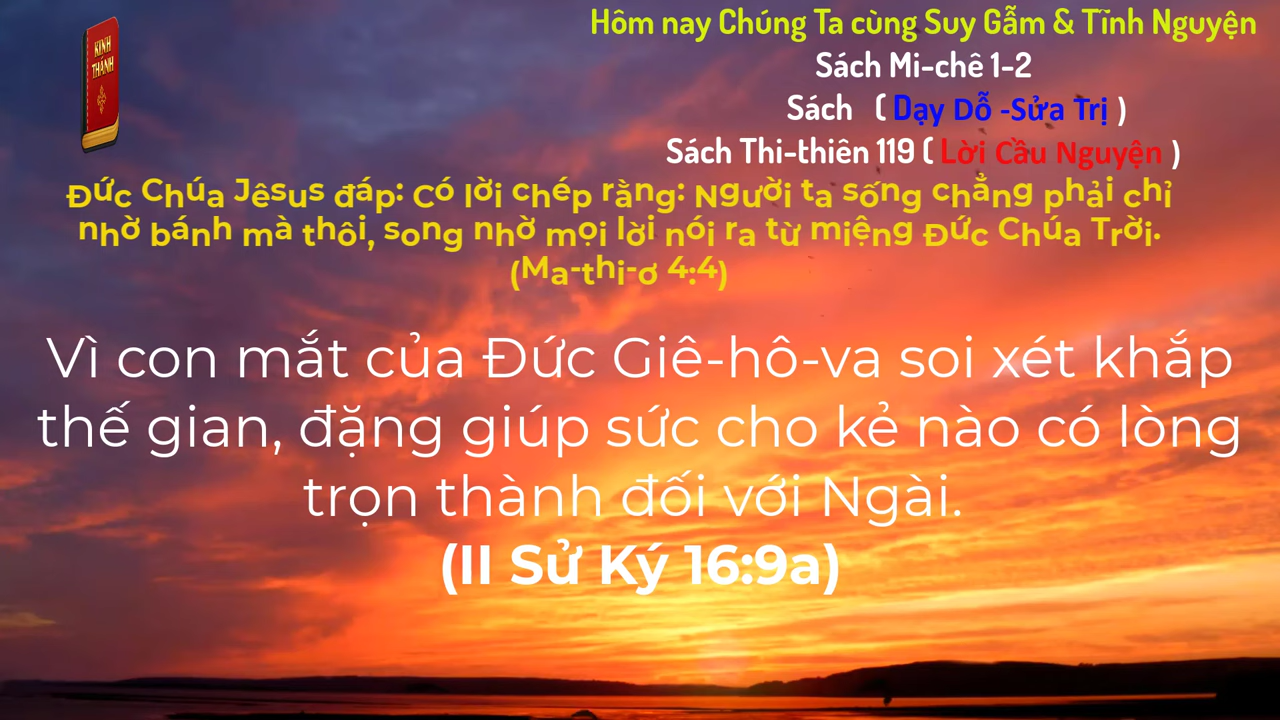 KINH
THÁNH
Hôm nay Chúng Ta cùng Suy Gẫm & Tĩnh Nguyện
Sách Mi-chê 1-2
Sách ( Dạy Dỗ -Sửa Trị )
Sách Thi-thiên 119 ( Lời Cầu Nguyện )
Đức Chúa Jêsus đáp: Có lời chép rằng: Người ta sống chẳng phải chỉ
nhờ bánh mà thôi, song nhờ mọi lời nói ra từ miệng Đức Chúa Trời.
(Ma-thi-ơ 4:4)
Vì con mắt của Đức Giê-hô-va soi xét khắp
thế gian, đặng giúp sức cho kẻ nào có lòng
trọn thành đối với Ngài.
(II Sử Ký 16:9a)